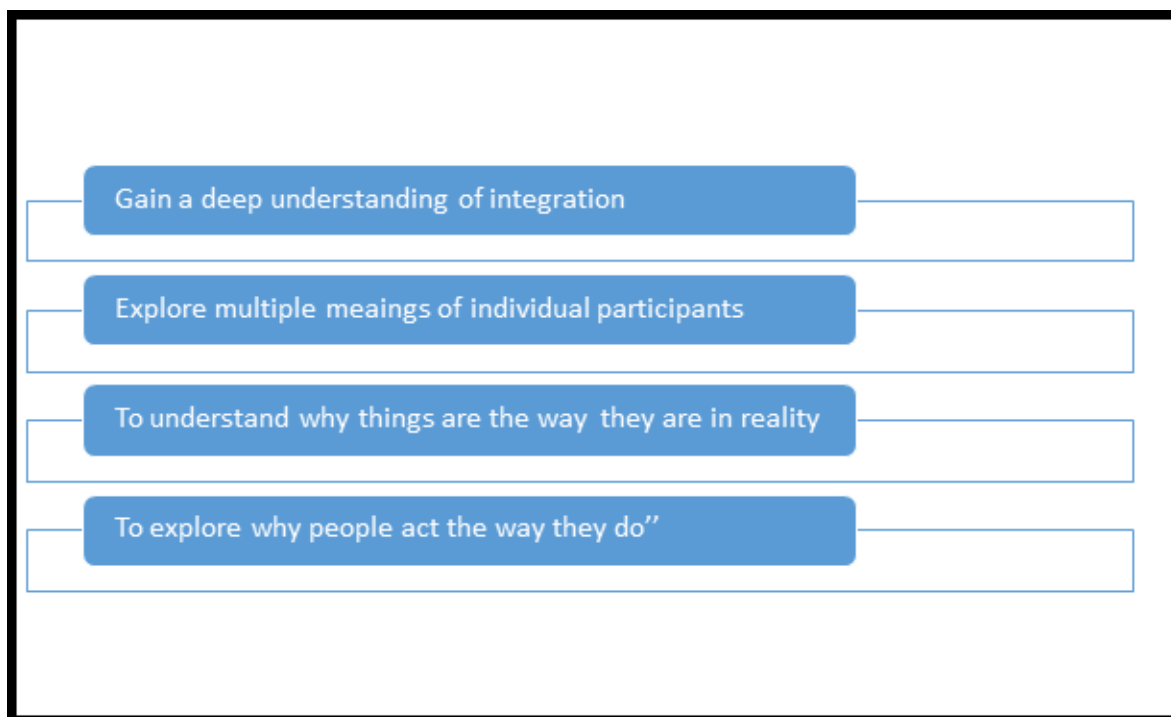 Gain a deep understanding of integration
Explore multiple meaings of individual participants
To understand why things are the way they are in reality
To explore why people act the way they do’’